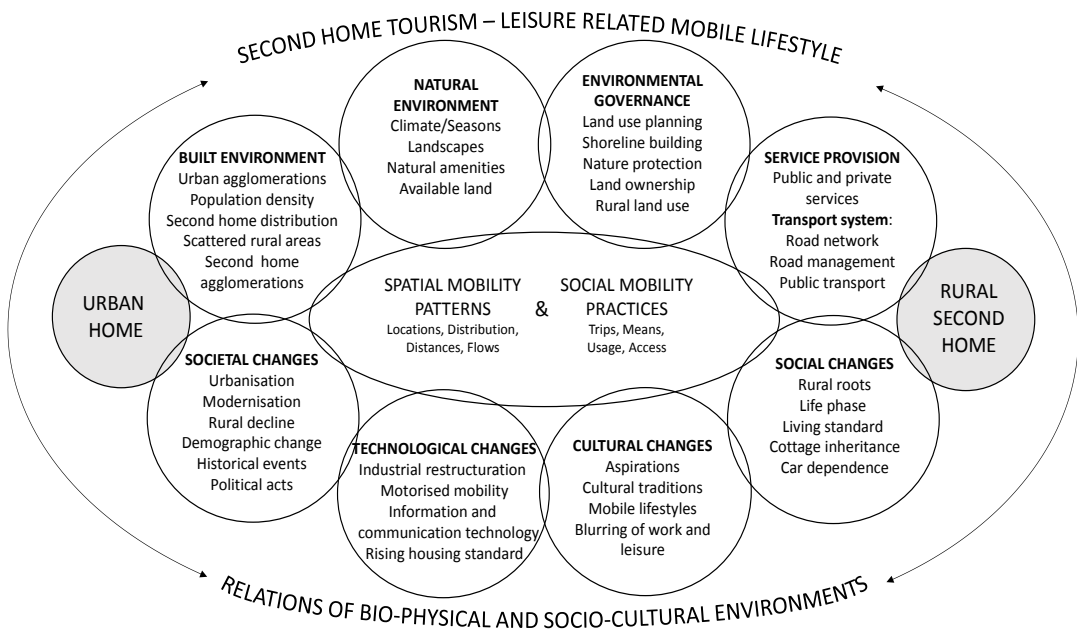 SECOND HOME TOURISM – LEISURE RELATED MOBILE LIFESTYLE
NATURAL
ENVIRONMENT
Climate/Seasons
Landscapes
Natural amenities
Available land
ENVIRONMENTAL
GOVERNANCE
Land use planning
Shoreline building
Nature protection
Land ownership
Rural land use
BUILT ENVIRONMENT
Urban agglomerations
Population density
Second home distribution
Scattered rural areas
Second home
agglomerations
SERVICE PROVISION
Public and private
services
Transport system:
Road network
Road management
Public transport
URBAN
HOME
SPATIAL MOBILITY
PATTERNS
Locations, Distribution,
Distances, Flows
&
SOCIAL MOBILITY
PRACTICES
Trips, Means,
Usage, Access
RURAL
SECOND
HOME
SOCIETAL CHANGES
Urbanisation
Modernisation
Rural decline
Demographic change
Historical events
Political acts
TECHNOLOGICAL CHANGES
Industrial restructuration
Motorised mobility
Information and
communication technology
Rising housing standard
CULTURAL CHANGES
Aspirations
Cultural traditions
Mobile lifestyles
Blurring of work and
leisure
SOCIAL CHANGES
Rural roots
Life phase
Living standard
Cottage inheritance
Car dependence
RELATIONS OF BIO-PHYSICAL AND SOCIO-CULTURAL ENVIRONMENTS